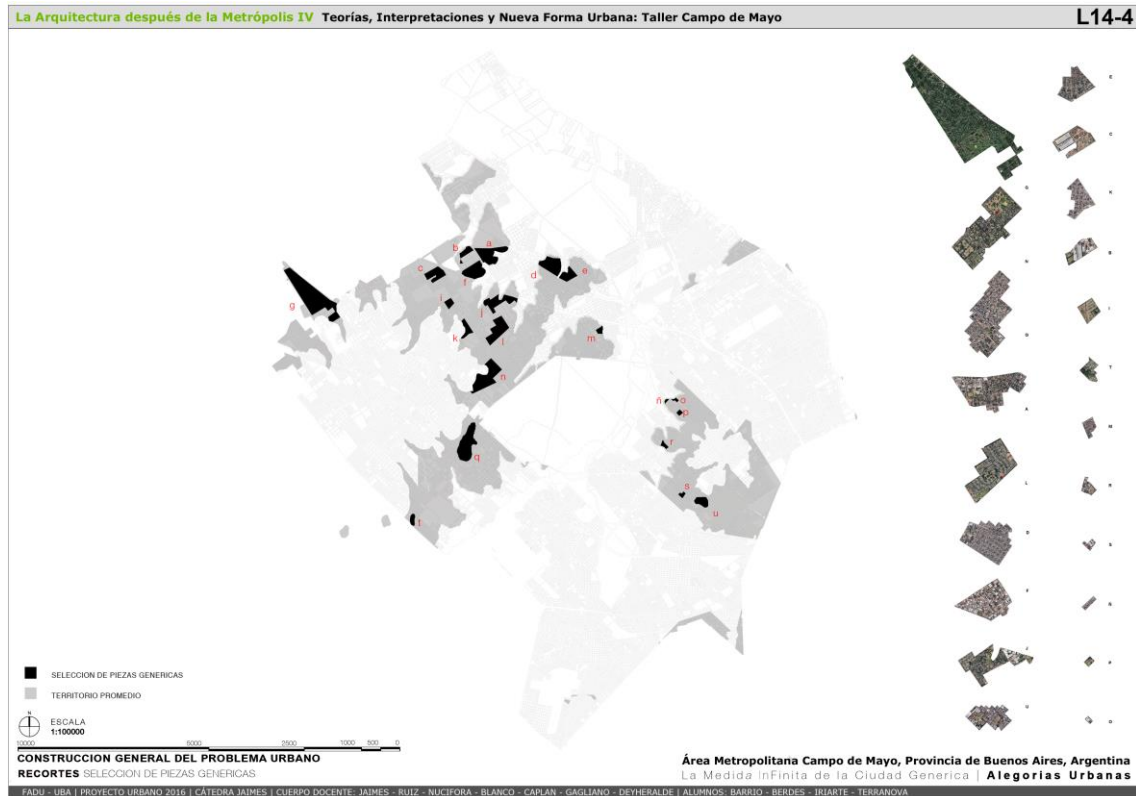 La Arquitectura después de la Metrópolis IV Teorías, Interpretaciones y Nueva Forma Urbana: Taller Campo de Mayo
L14-4
a
b
c
d
e
f
g
i
j
k
l
m
n
ñ
o
p
q
r
s
t
u
SELECCION DE PIEZAS GENERICAS
TERRITORIO PROMEDIO
N
ESCALA
1:100000
10000 5000 2500 1000 500 0
CONSTRUCCION GENERAL DEL PROBLEMA URBANO
RECORTES SELECCION DE PIEZAS GENERICAS
Área Metropolitana Campo de Mayo, Provincia de Buenos Aires, Argentina
La Medida InFinita de la Ciudad Generica | Alegorias Urbanas
FADU - UBA | PROYECTO URBANO 2016 | CÁTEDRA JAIMES | CUERPO DOCENTE: JAIMES - RUIZ - NUCIFORA - BLANCO - CAPLAN - GAGLIANO - DEYHERALDE | ALUMNOS: BARRIO - BERDES - IRIARTE - TERRANOVA